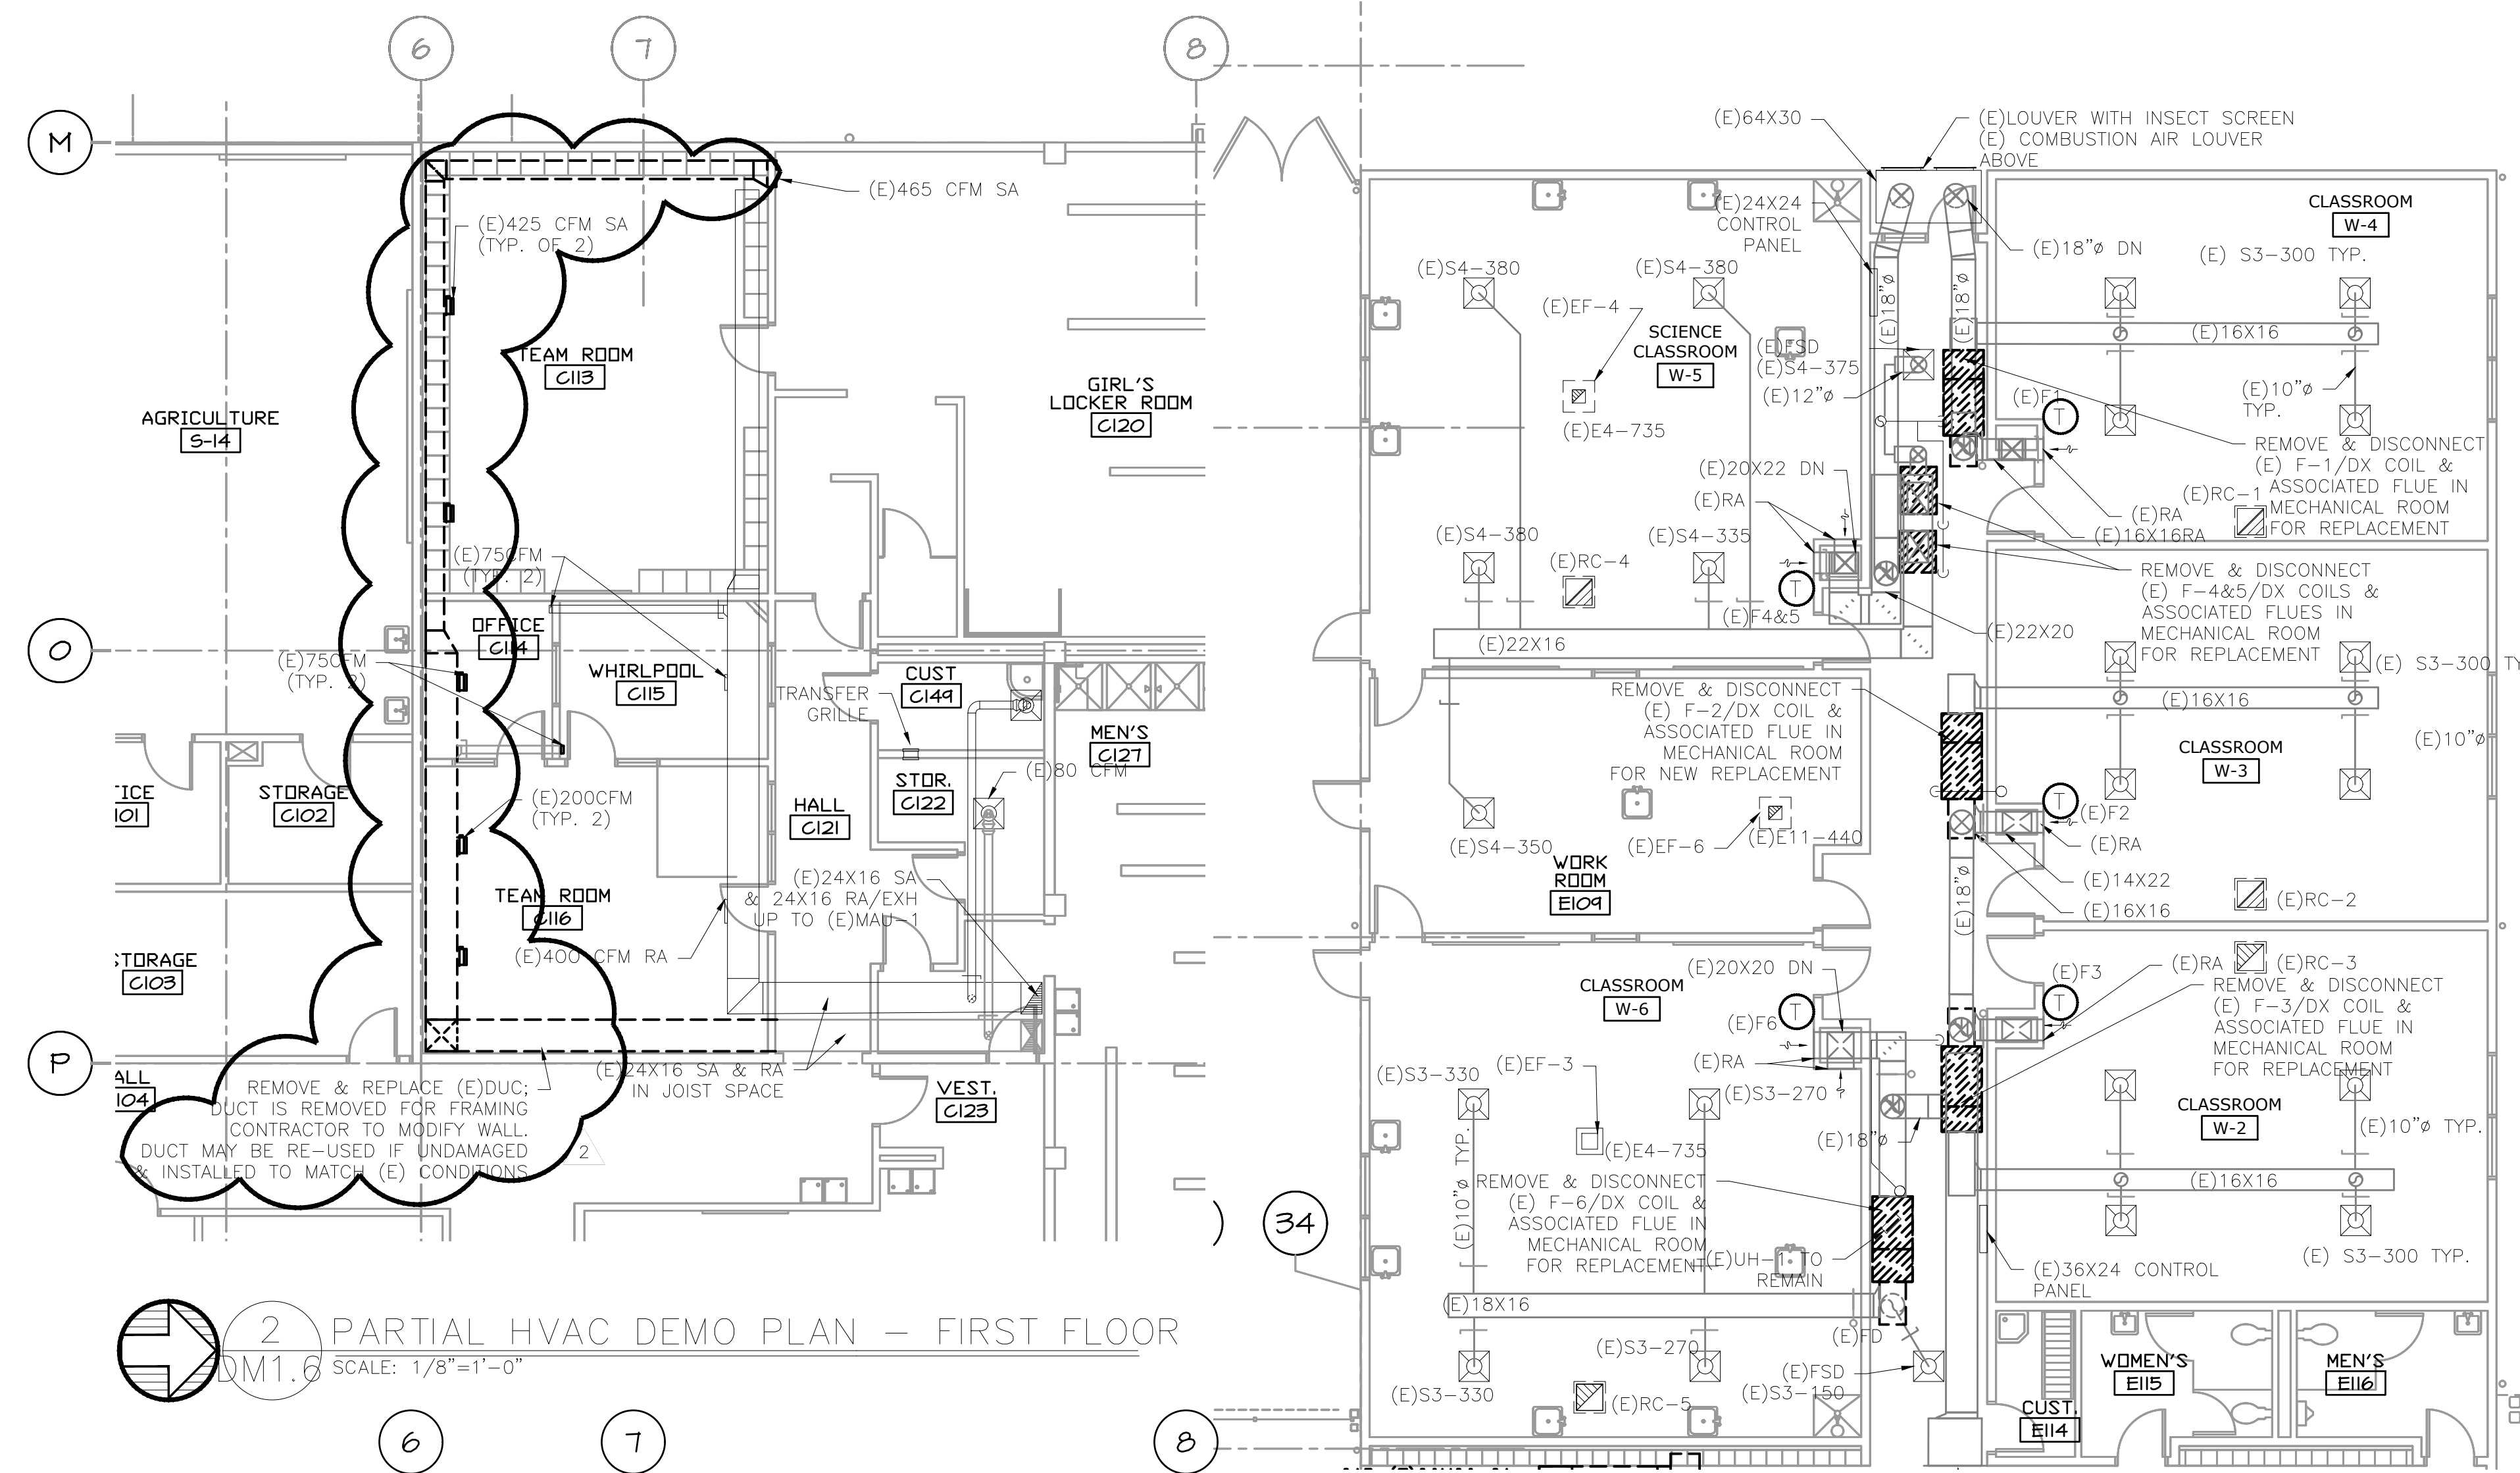 6
7
8
M
O
P
(E)465 CFM SA
(E)425 CFM SA
(TYP. OF 2)
TEAM ROOM
C113
AGRICULTURE
S-14
GIRL'S
LOCKER ROOM
C120
(E)75CFM
(TYP. 2)
OFFICE
C114
(E)75CFM
(TYP. 2)
WHIRLPOOL
C115
TRANSFER
GRILLE
CUST
C149
MEN'S
C127
(E)80 CFM
STOR.
C122
HALL
C121
STORAGE
C102
(E)200CFM
(TYP. 2)
TEAM ROOM
C116
(E)24X16 SA
& 24X16 RA/EXH
UP TO (E)MAU-1
(E)400 CFM RA
C103
(E)24X16 SA & RA
IN JOIST SPACE
VEST.
C123
REMOVE & REPLACE (E)DUC;
DUCT IS REMOVED FOR FRAMING
CONTRACTOR TO MODIFY WALL.
DUCT MAY BE RE-USED IF UNDAMAGED
& INSTALLED TO MATCH (E) CONDITIONS
2
2
DM1.6
PARTIAL HVAC DEMO PLAN - FIRST FLOOR
SCALE: 1/8"=1'-0"
6
7
8
(E)64X30
(E)LOUVER WITH INSECT SCREEN
(E) COMBUSTION AIR LOUVER
ABOVE
(E)24X24
CONTROL
PANEL
CLASSROOM
W-4
(E)18"ø DN
(E) S3-300 TYP.
(E)S4-380
(E)S4-380
(E)18"ø
(E)18"ø
(E)EF-4
SCIENCE
CLASSROOM
W-5
(E)FSD
(E)S4-375
(E)12"ø
(E)16X16
(E)10"ø
TYP.
(E)F1
T
(E)E4-735
REMOVE & DISCONNECT
(E) F-1/DX COIL &
ASSOCIATED FLUE IN
MECHANICAL ROOM
FOR REPLACEMENT
(E)20X22 DN
(E)RA
(E)RC-1
(E)RA
(E)16X16RA
(E)S4-380
(E)S4-335
(E)RC-4
T
(E)F4&5
REMOVE & DISCONNECT
(E) F-4&5/DX COILS &
ASSOCIATED FLUES IN
MECHANICAL ROOM
FOR REPLACEMENT
(E)22X20
(E)22X16
(E) S3-300
(E)16X16
REMOVE & DISCONNECT
(E) F-2/DX COIL &
ASSOCIATED FLUE IN
MECHANICAL ROOM
FOR NEW REPLACEMENT
CLASSROOM
W-3
(E)10"ø
T
(E)F2
(E)RA
(E)S4-350
(E)EF-6
(E)E11-440
WORK
ROOM
E109
(E)14X22
(E)16X16
(E)18"ø
(E)RC-2
(E)20X20 DN
(E)F3
(E)RA
(E)RC-3
REMOVE & DISCONNECT
(E) F-3/DX COIL &
ASSOCIATED FLUE IN
MECHANICAL ROOM
FOR REPLACEMENT
CLASSROOM
W-6
T
T
(E)F6
(E)RA
(E)EF-3
(E)S3-330
(E)S3-270
CLASSROOM
W-2
(E)10"ø TYP.
(E)18"ø
(E)E4-735
(E)10"ø TYP.
REMOVE & DISCONNECT
(E) F-6/DX COIL &
ASSOCIATED FLUE IN
MECHANICAL ROOM
FOR REPLACEMENT
(E)UH-1 TO
REMAIN
(E)16X16
34
(E) S3-300 TYP.
(E)36X24 CONTROL
PANEL
(E)18X16
(E)FD
(E)S3-270
(E)FSD
(E)S3-150
(E)S3-330
(E)RC-5
WOMEN'S
E115
MEN'S
E116
CUST.
E114